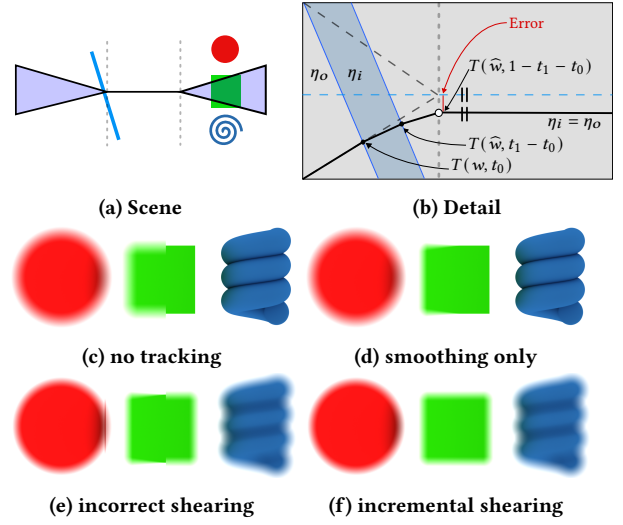 Error
T(ŵ, 1 − t₁ − t₀)
ηₒ ηᵢ
ηᵢ = ηₒ
T(ŵ, t₁ − t₀)
T(w, t₀)
(a) Scene (b) Detail
(c) no tracking (d) smoothing only
(e) incorrect shearing (f) incremental shearing